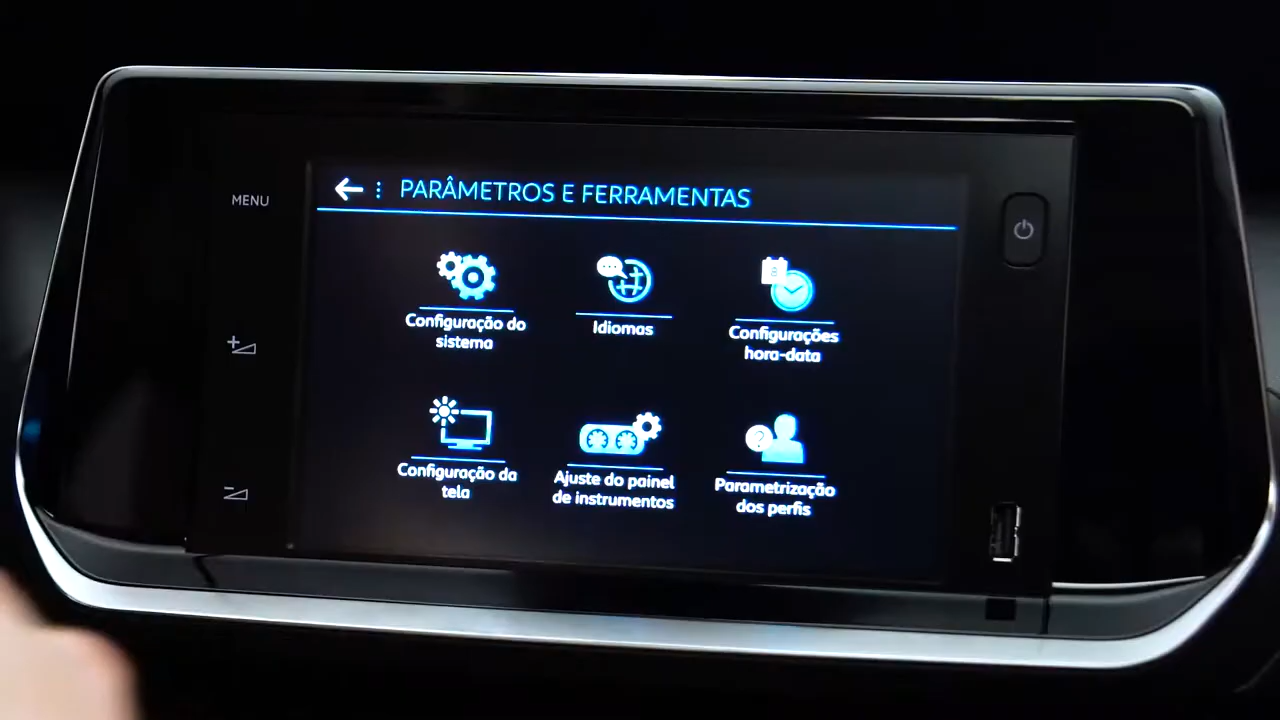 MENU
PARÂMETROS E FERRAMENTAS
Configuração do
sistema
Idiomas
Configurações
hora-data
Configuração da
tela
Ajuste do painel
de instrumentos
Parametrização
dos perfis